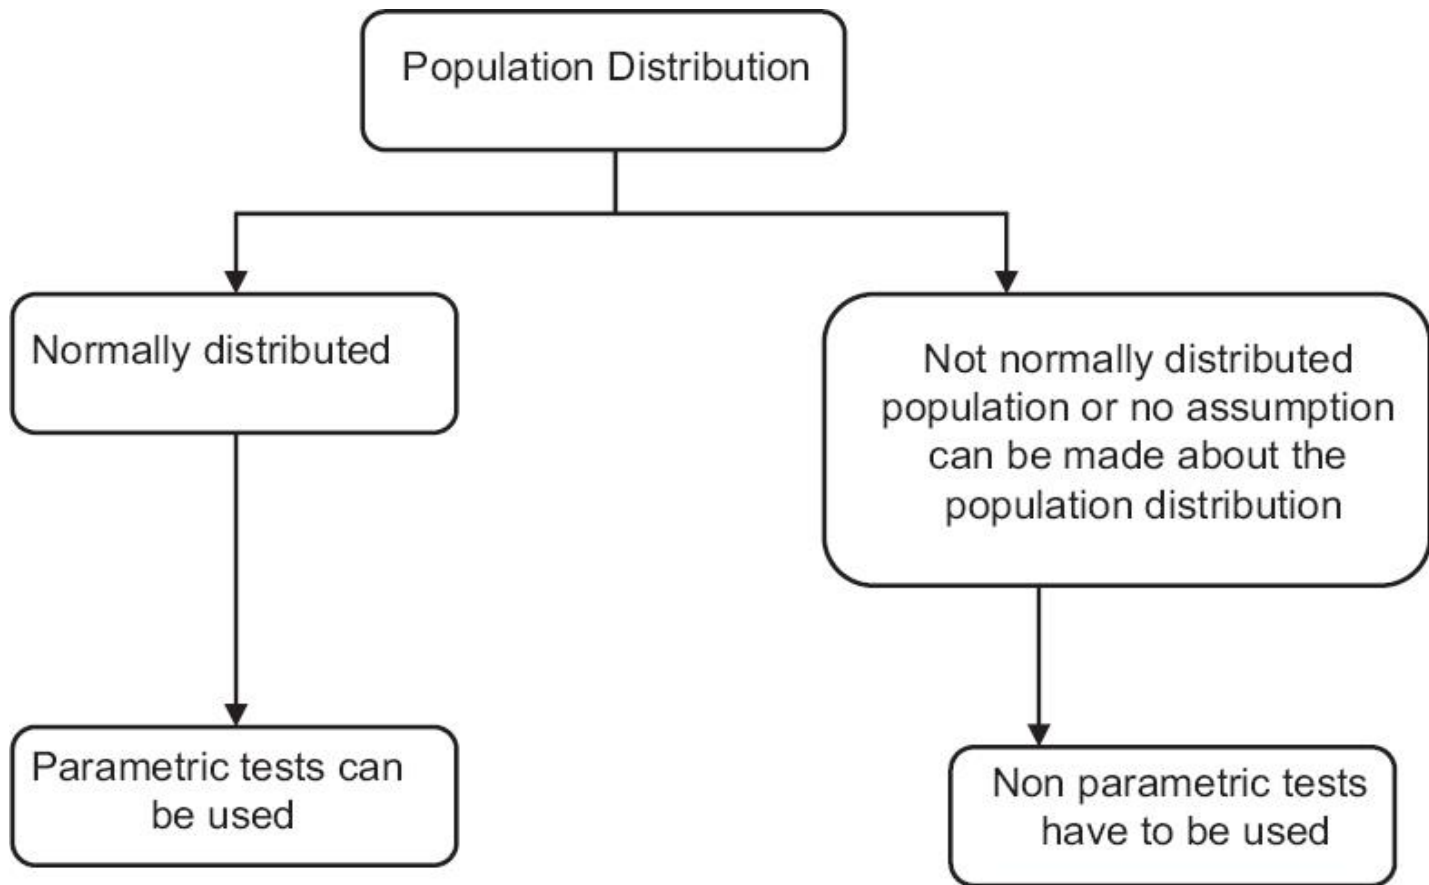 Population Distribution
Normally distributed
Not normally distributed
population or no assumption
can be made about the
population distribution
Parametric tests can
be used
Non parametric tests
have to be used